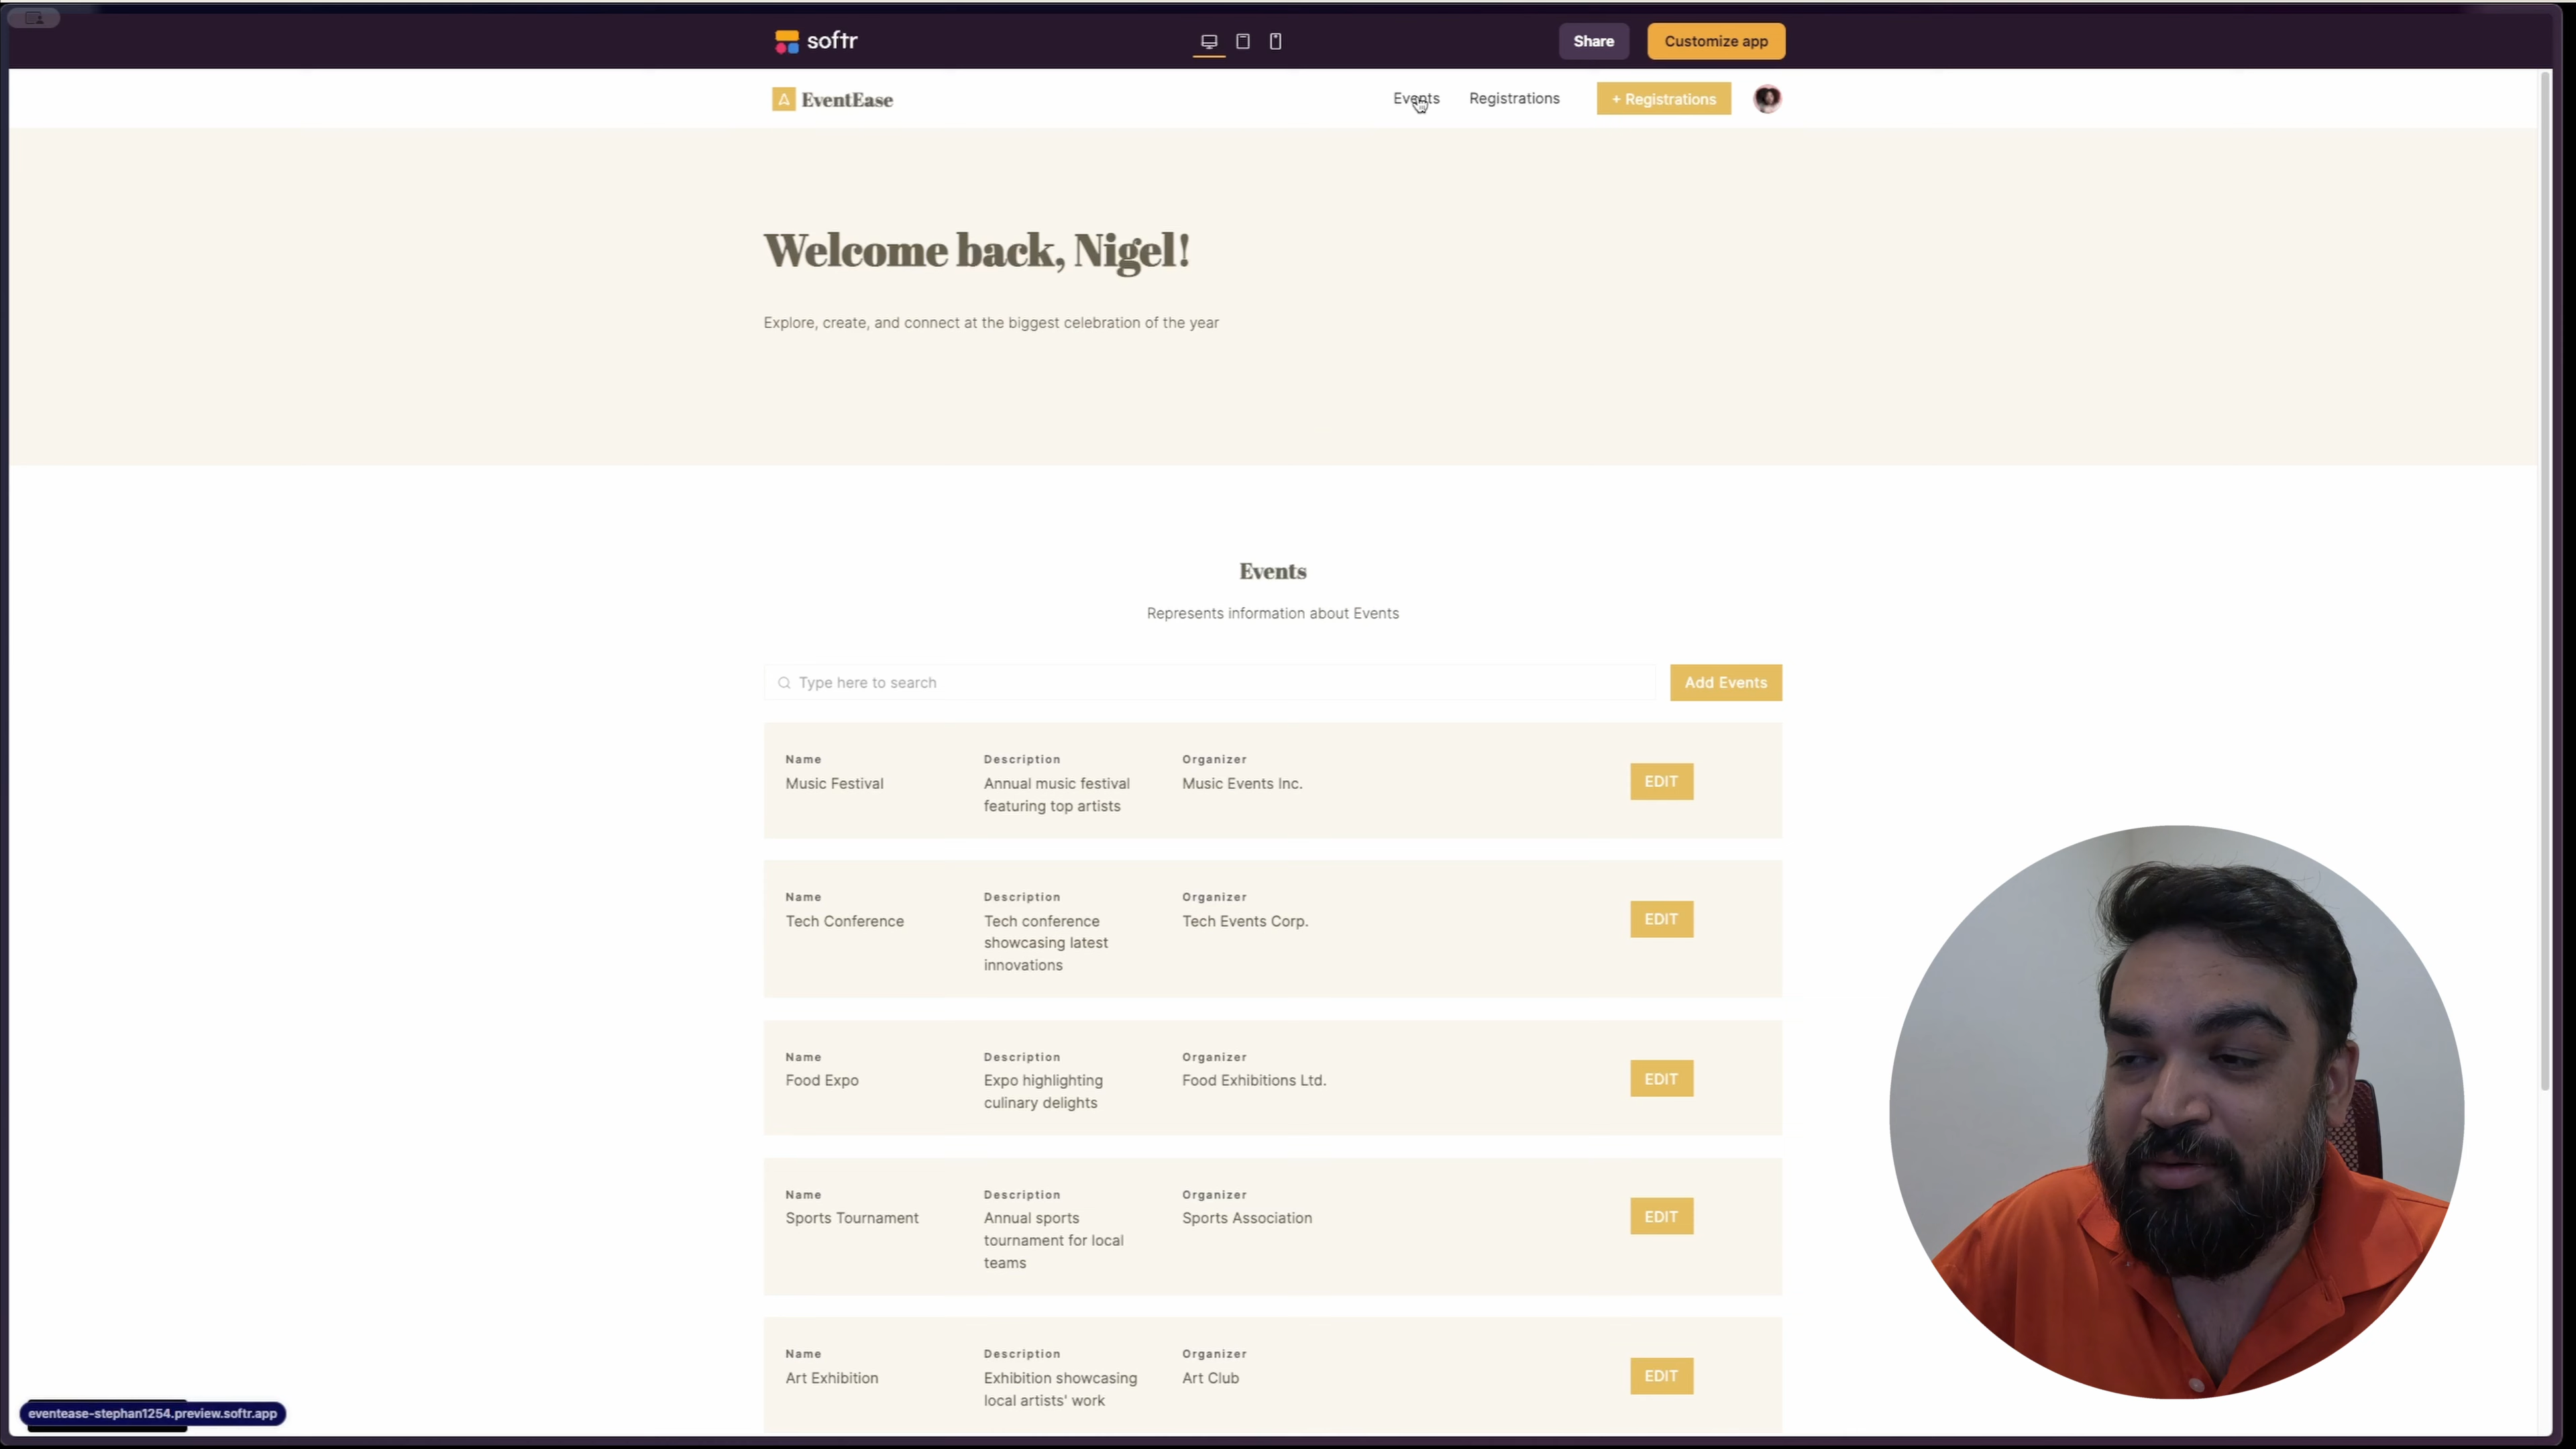 softr
Share
Customize app
EventEase
Events
Registrations
+ Registrations
Welcome back, Nigel!
Explore, create, and connect at the biggest celebration of the year
Events
Represents information about Events
Type here to search
Add Events
Name
Description
Organizer
Music Festival
Annual music festival
featuring top artists
Music Events Inc.
EDIT
Name
Description
Organizer
Tech Conference
Tech conference
showcasing latest
innovations
Tech Events Corp.
EDIT
Name
Description
Organizer
Food Expo
Expo highlighting
culinary delights
Food Exhibitions Ltd.
EDIT
Name
Description
Organizer
Sports Tournament
Annual sports
tournament for local
teams
Sports Association
EDIT
Name
Description
Organizer
Art Exhibition
Exhibition showcasing
local artists' work
Art Club
EDIT
eventease-stephan1254.preview.softr.app